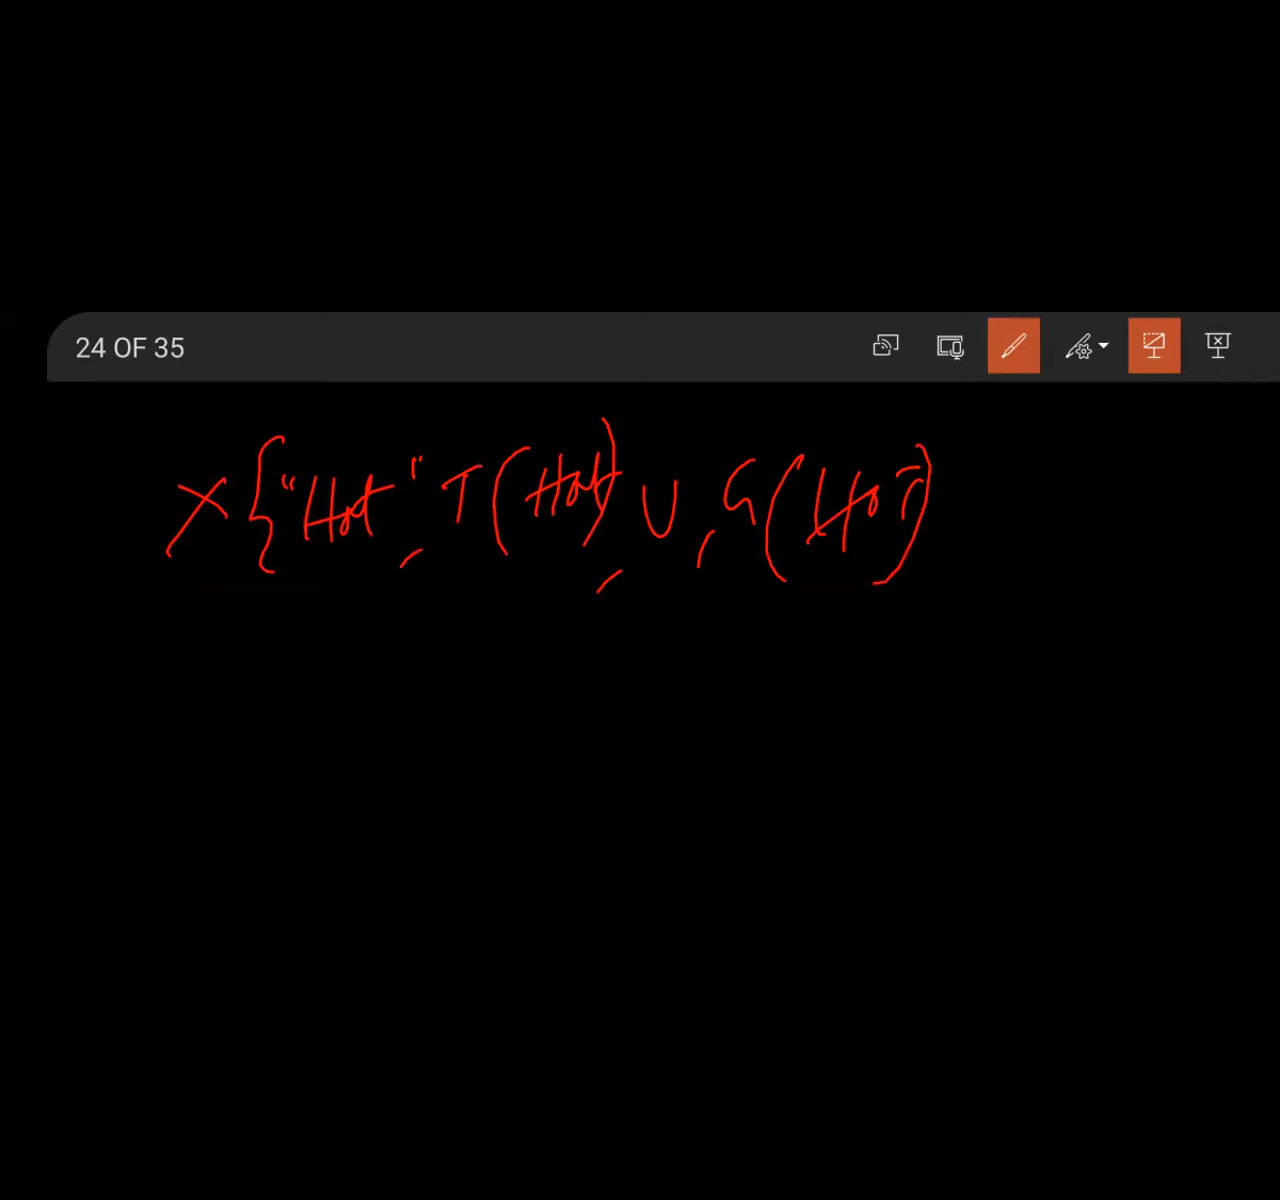 24 OF 35
X { "Hot", T(Hot), U, G(HOT)